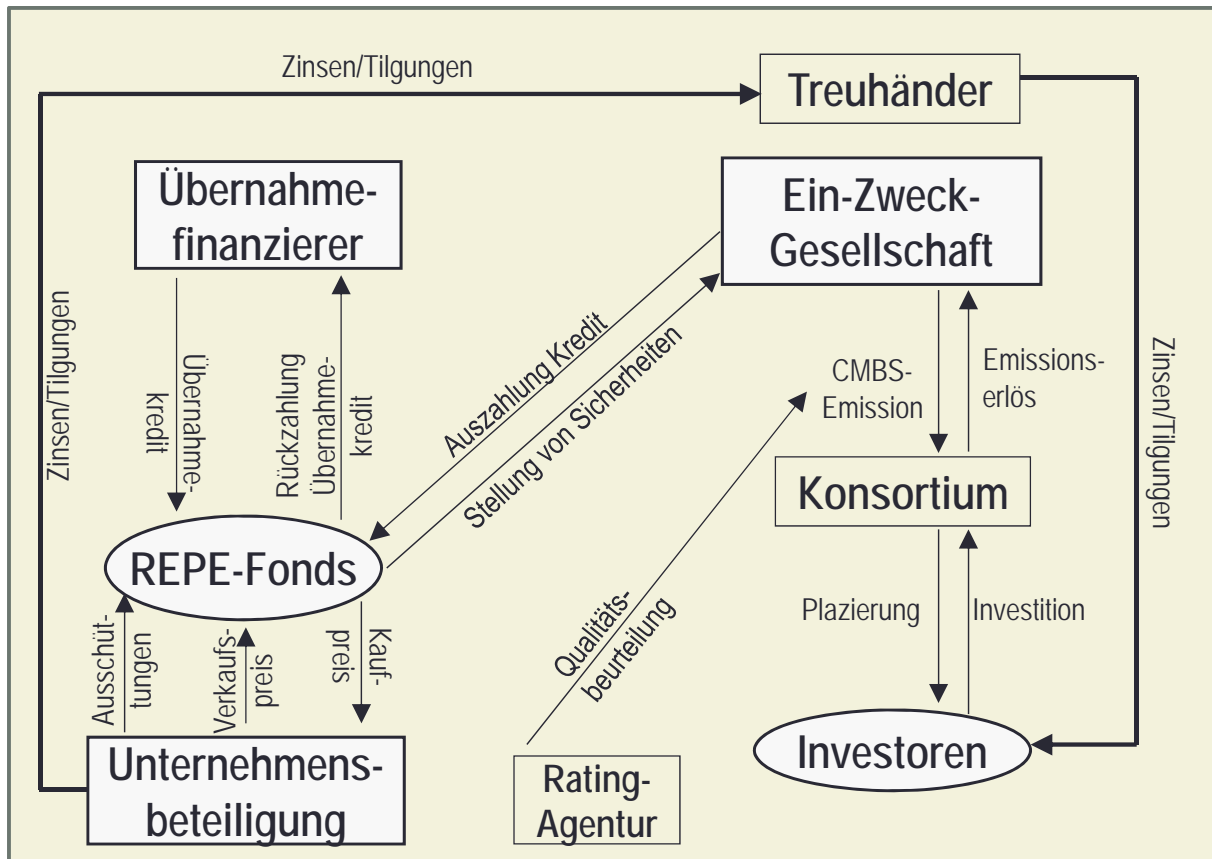 Zinsen/Tilgungen
Treuhänder
Übernahme-
finanzierer
Ein-Zweck-
Gesellschaft
Zinsen/Tilgungen
Übernahme-
kredit
Rückzahlung
Übernahme-
kredit
Auszahlung Kredit
Stellung von Sicherheiten
CMBS-
Emission
Emissions-
erlös
Zinsen/Tilgungen
Konsortium
REPE-Fonds
Ausschüt-
tungen
Verkaufs-
preis
Kauf-
preis
Qualitäts-
beurteilung
Plazierung
Investition
Unternehmens-
beteiligung
Rating-
Agentur
Investoren